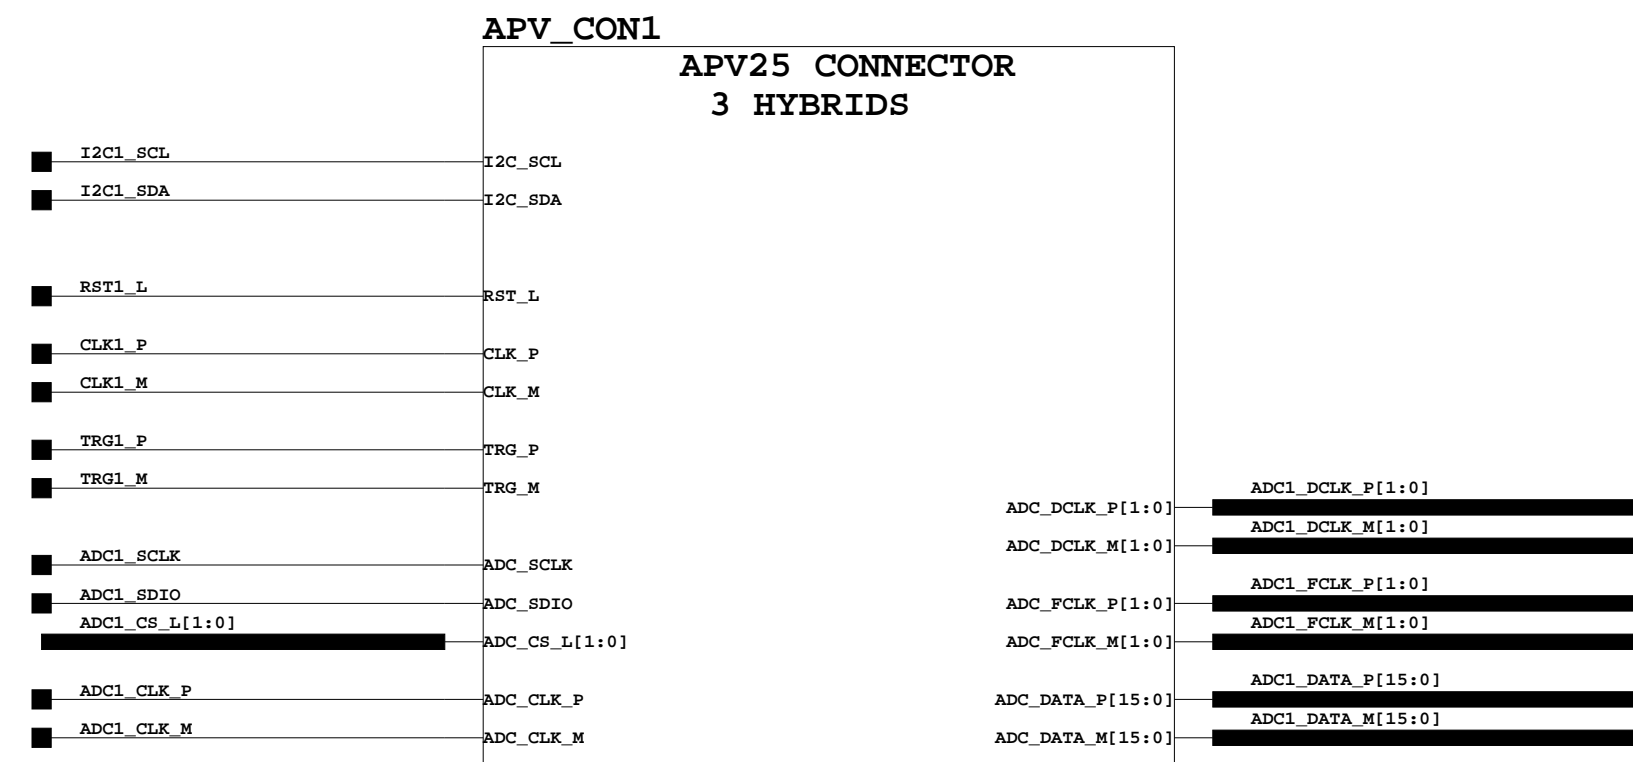 APV_CON1
APV25 CONNECTOR
3 HYBRIDS
I2C1_SCL
I2C_SCL
I2C1_SDA
I2C_SDA
RST1_L
RST_L
CLK1_P
CLK_P
CLK1_M
CLK_M
TRG1_P
TRG_P
TRG1_M
TRG_M
ADC1_DCLK_P[1:0]
ADC_DCLK_P[1:0]
ADC1_DCLK_M[1:0]
ADC_DCLK_M[1:0]
ADC1_SCLK
ADC_SCLK
ADC1_SDIO
ADC_SDIO
ADC1_FCLK_P[1:0]
ADC_FCLK_P[1:0]
ADC1_CS_L[1:0]
ADC_CS_L[1:0]
ADC1_FCLK_M[1:0]
ADC_FCLK_M[1:0]
ADC1_CLK_P
ADC_CLK_P
ADC1_DATA_P[15:0]
ADC_DATA_P[15:0]
ADC1_CLK_M
ADC_CLK_M
ADC1_DATA_M[15:0]
ADC_DATA_M[15:0]